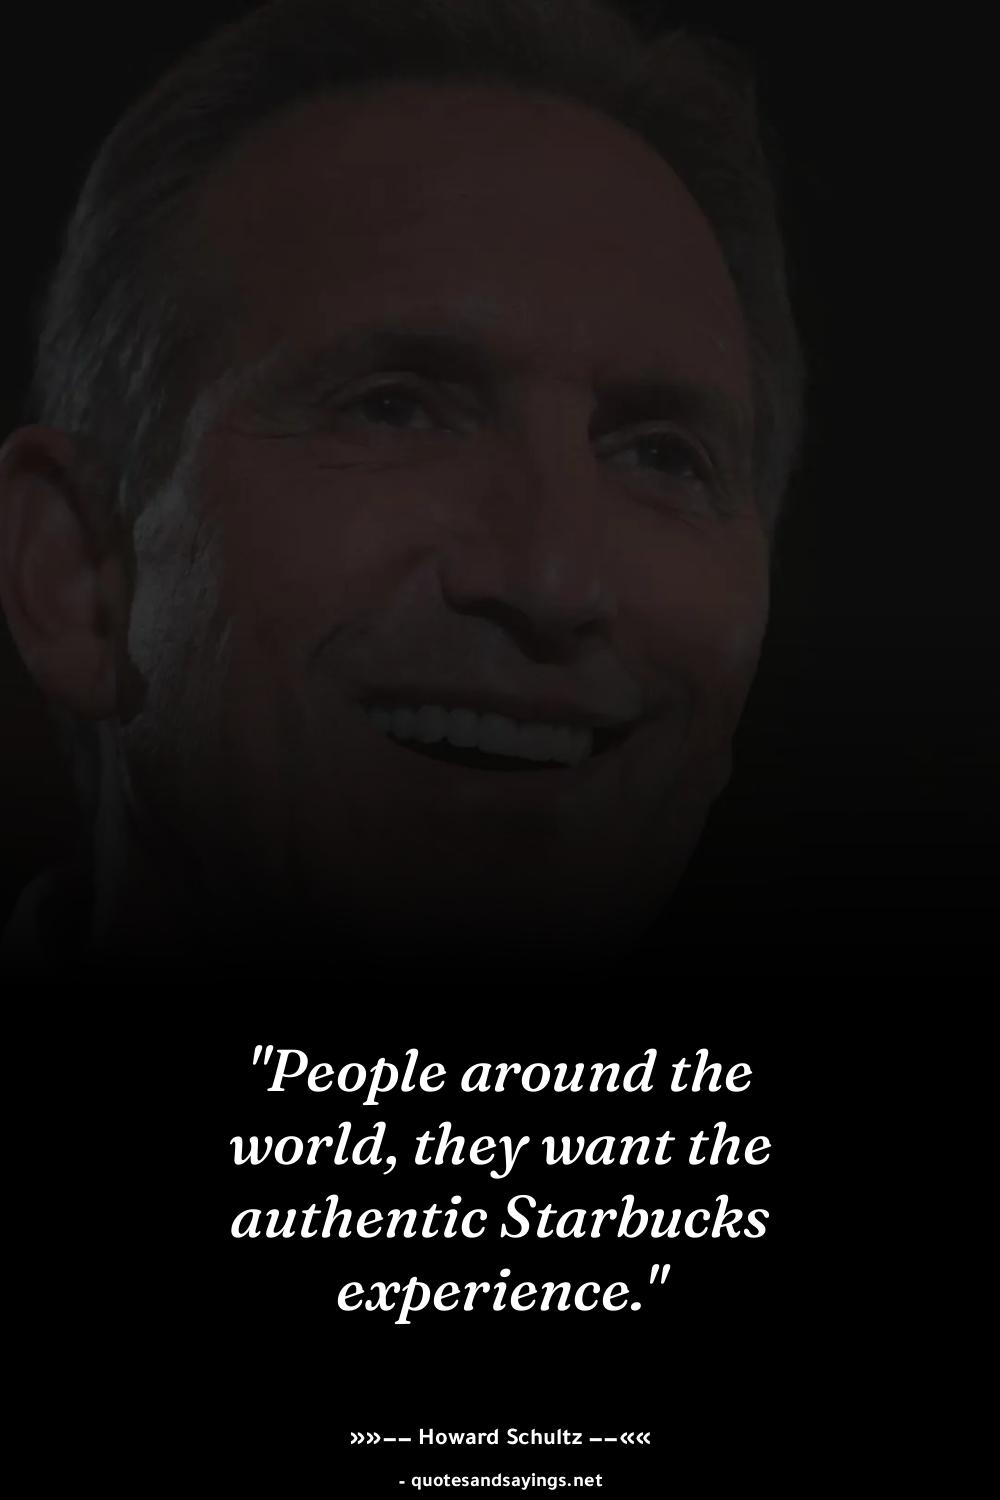 "People around the
world, they want the
authentic Starbucks
experience."
»»–– Howard Schultz ––««
- quotesandsayings.net